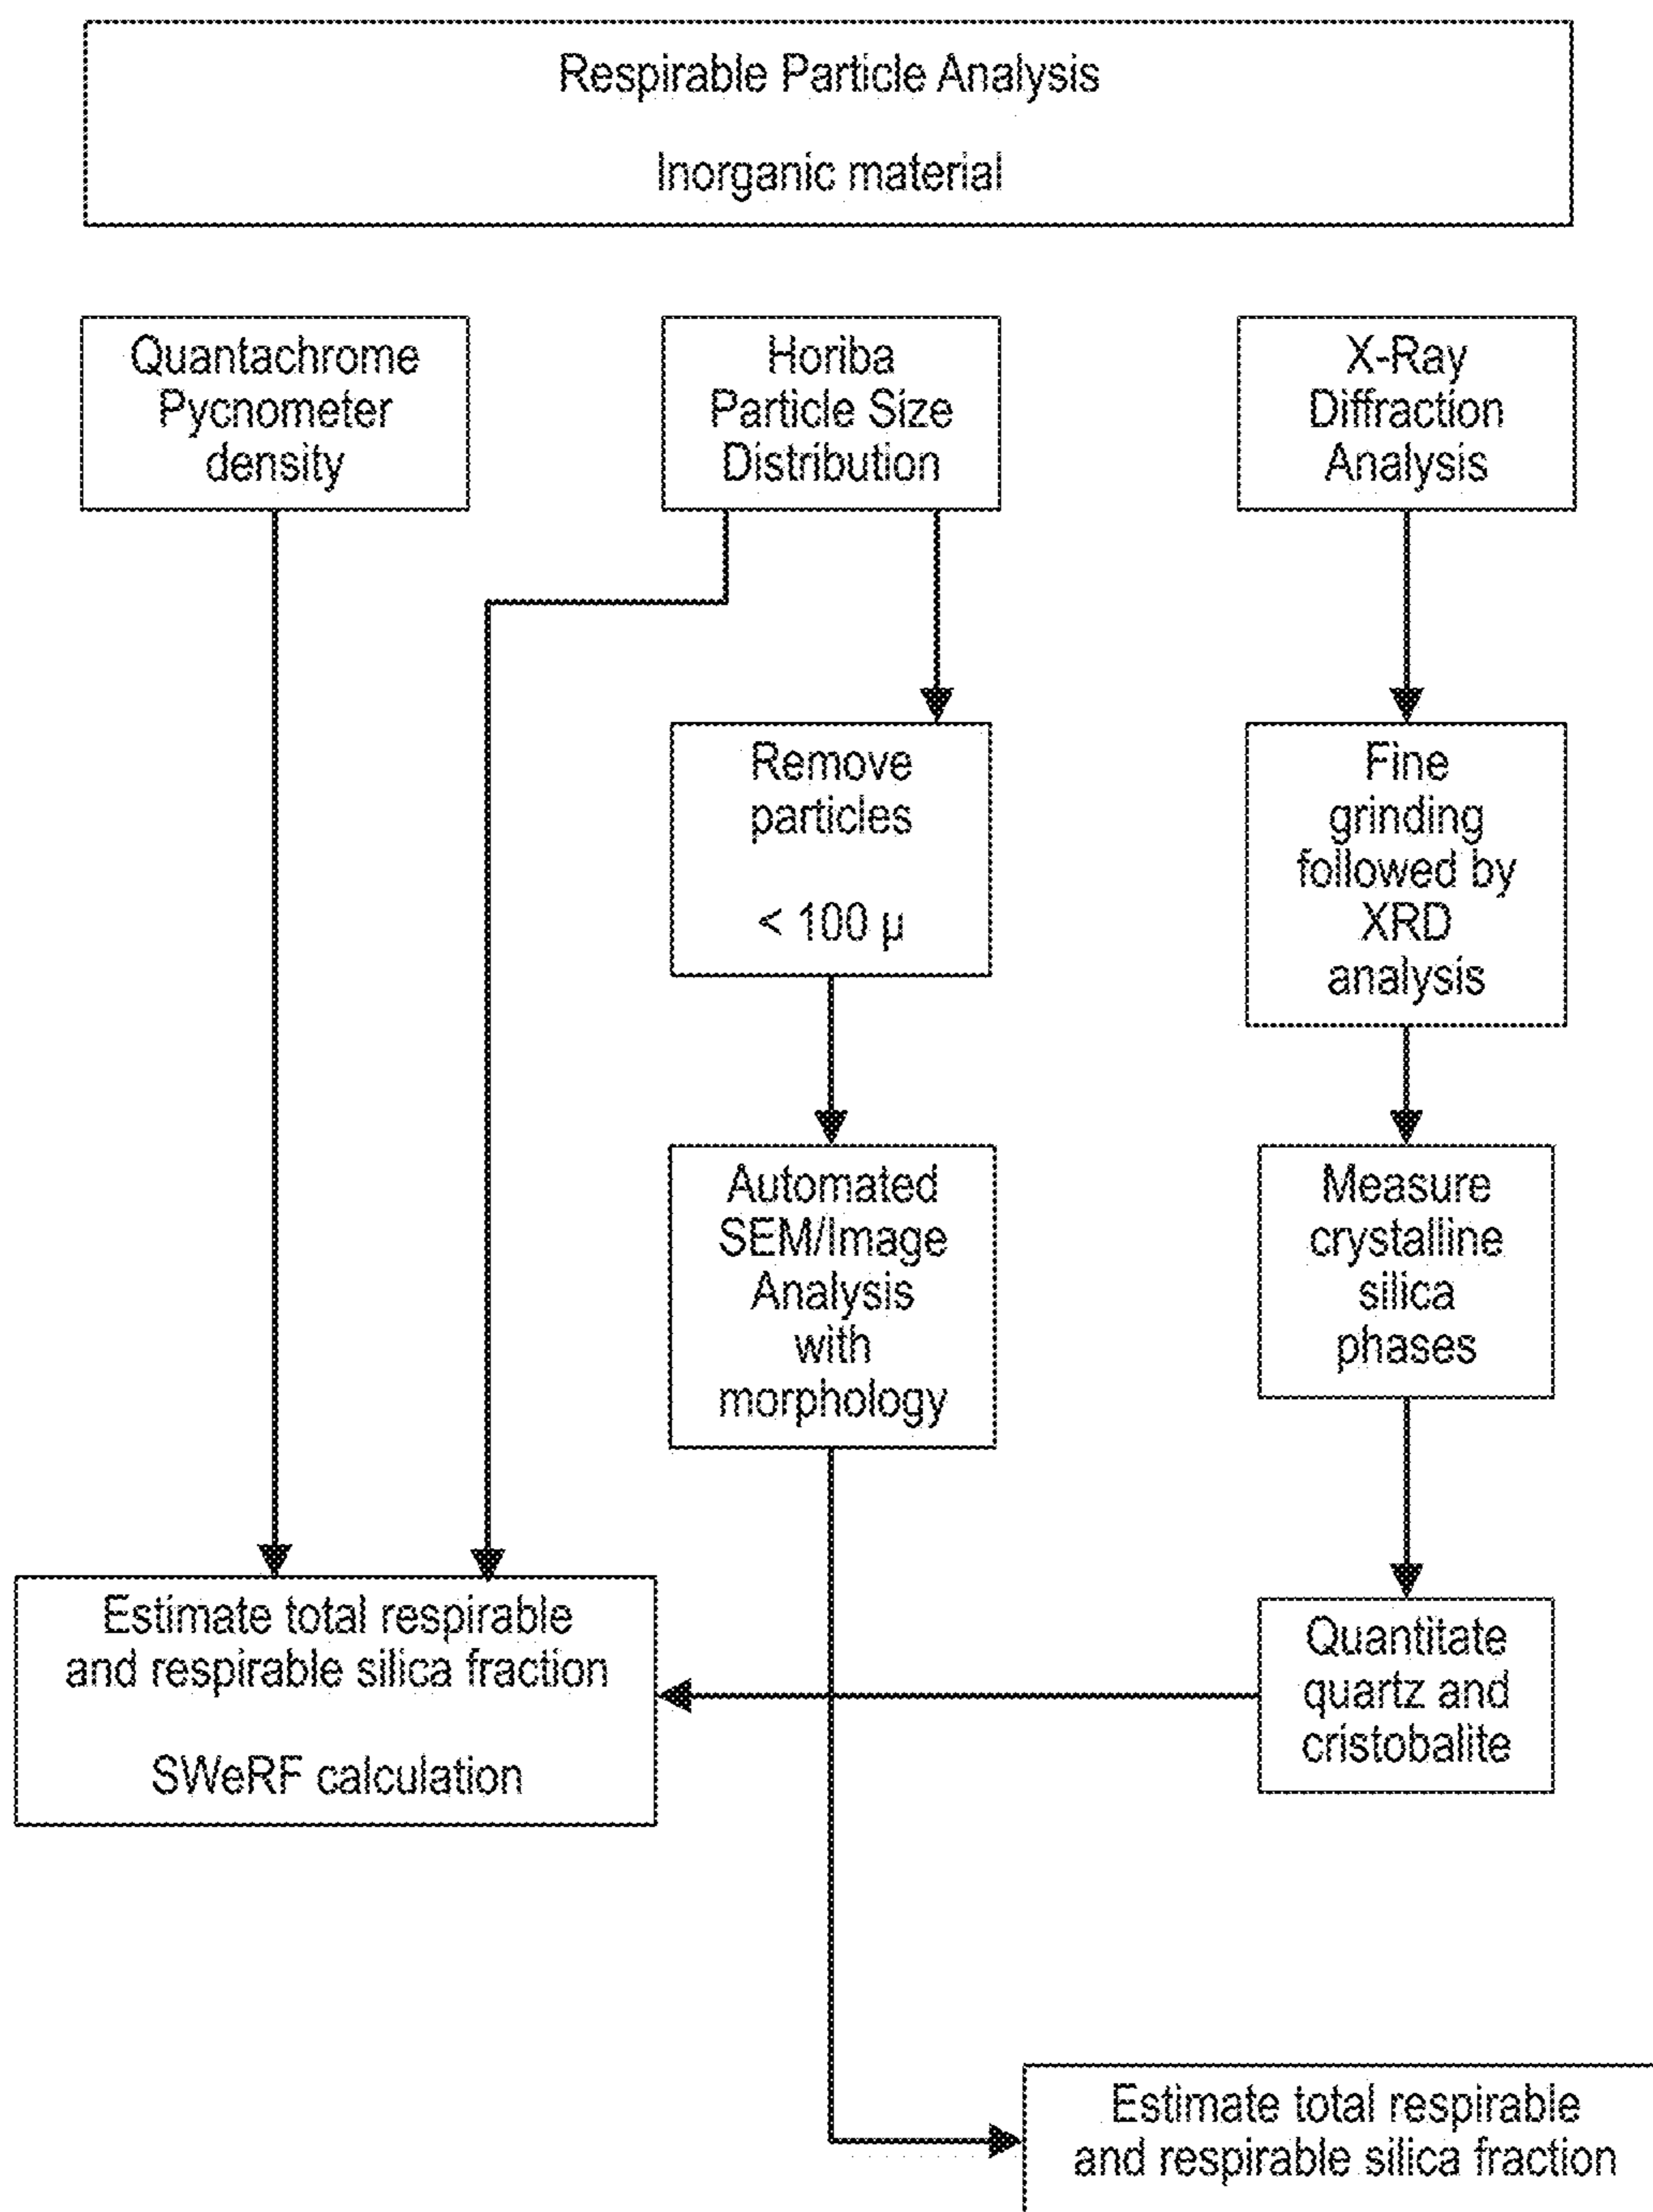 Respirable Particle Analysis
Inorganic material
Quantachrome
Pycnometer
density
Horiba
Particle Size
Distribution
X-Ray
Diffraction
Analysis
Remove
particles
< 100 µ
Fine
grinding
followed by
XRD
analysis
Automated
SEM/Image
Analysis
with
morphology
Measure
crystalline
silica
phases
Estimate total respirable
and respirable silica fraction
SWeRF calculation
Quantitate
quartz and
cristobalite
Estimate total respirable
and respirable silica fraction